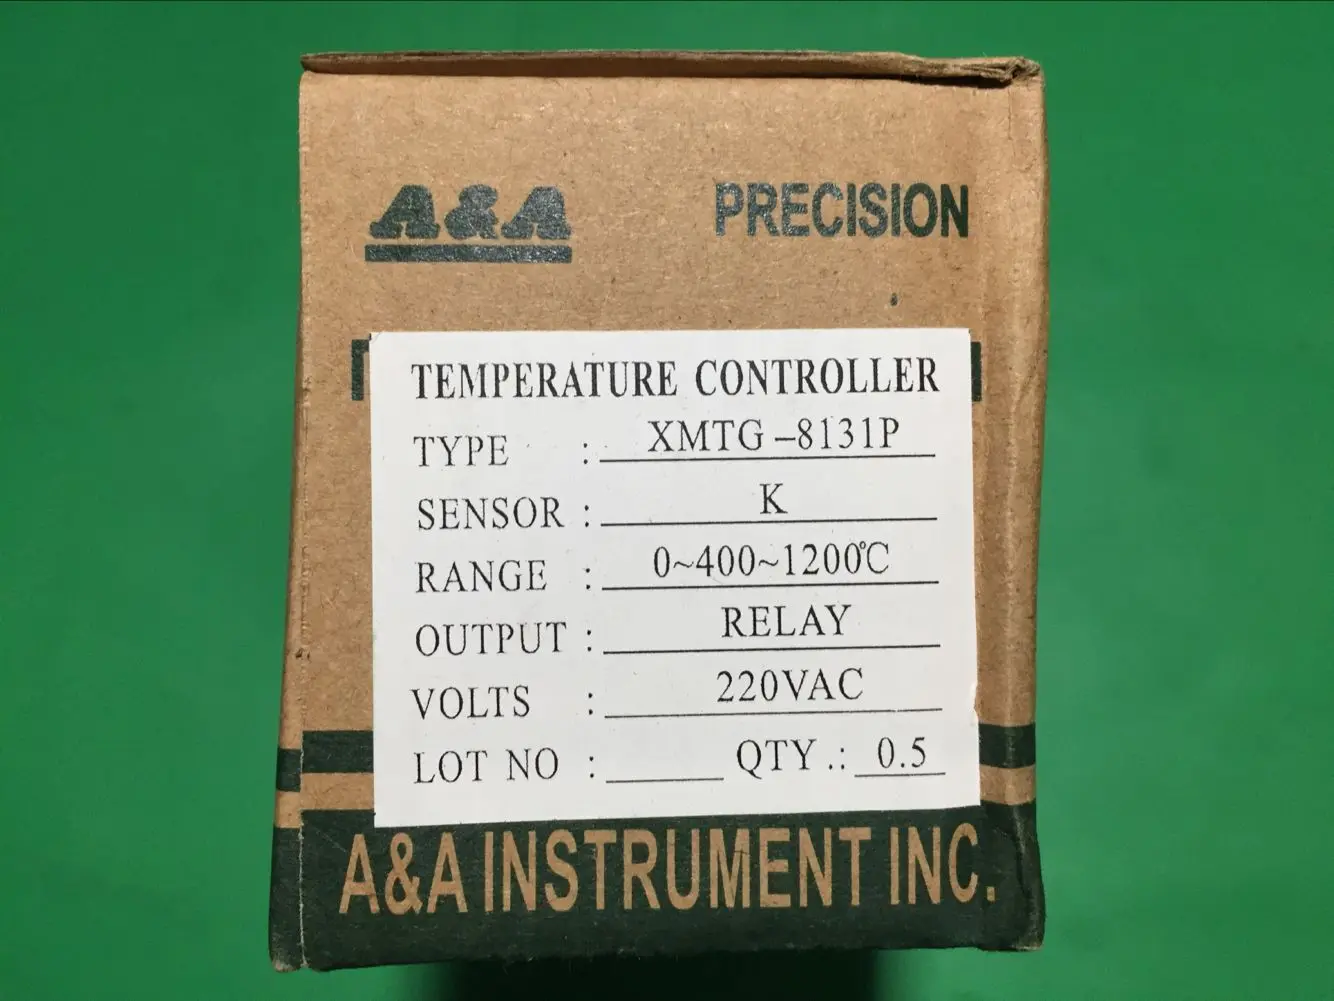 A&A PRECISION
TEMPERATURE CONTROLLER
TYPE : XMTG-8131P
SENSOR : K
RANGE : 0~400~1200℃
OUTPUT : RELAY
VOLTS : 220VAC
LOT NO : QTY.: 0.5
A&A INSTRUMENT INC.